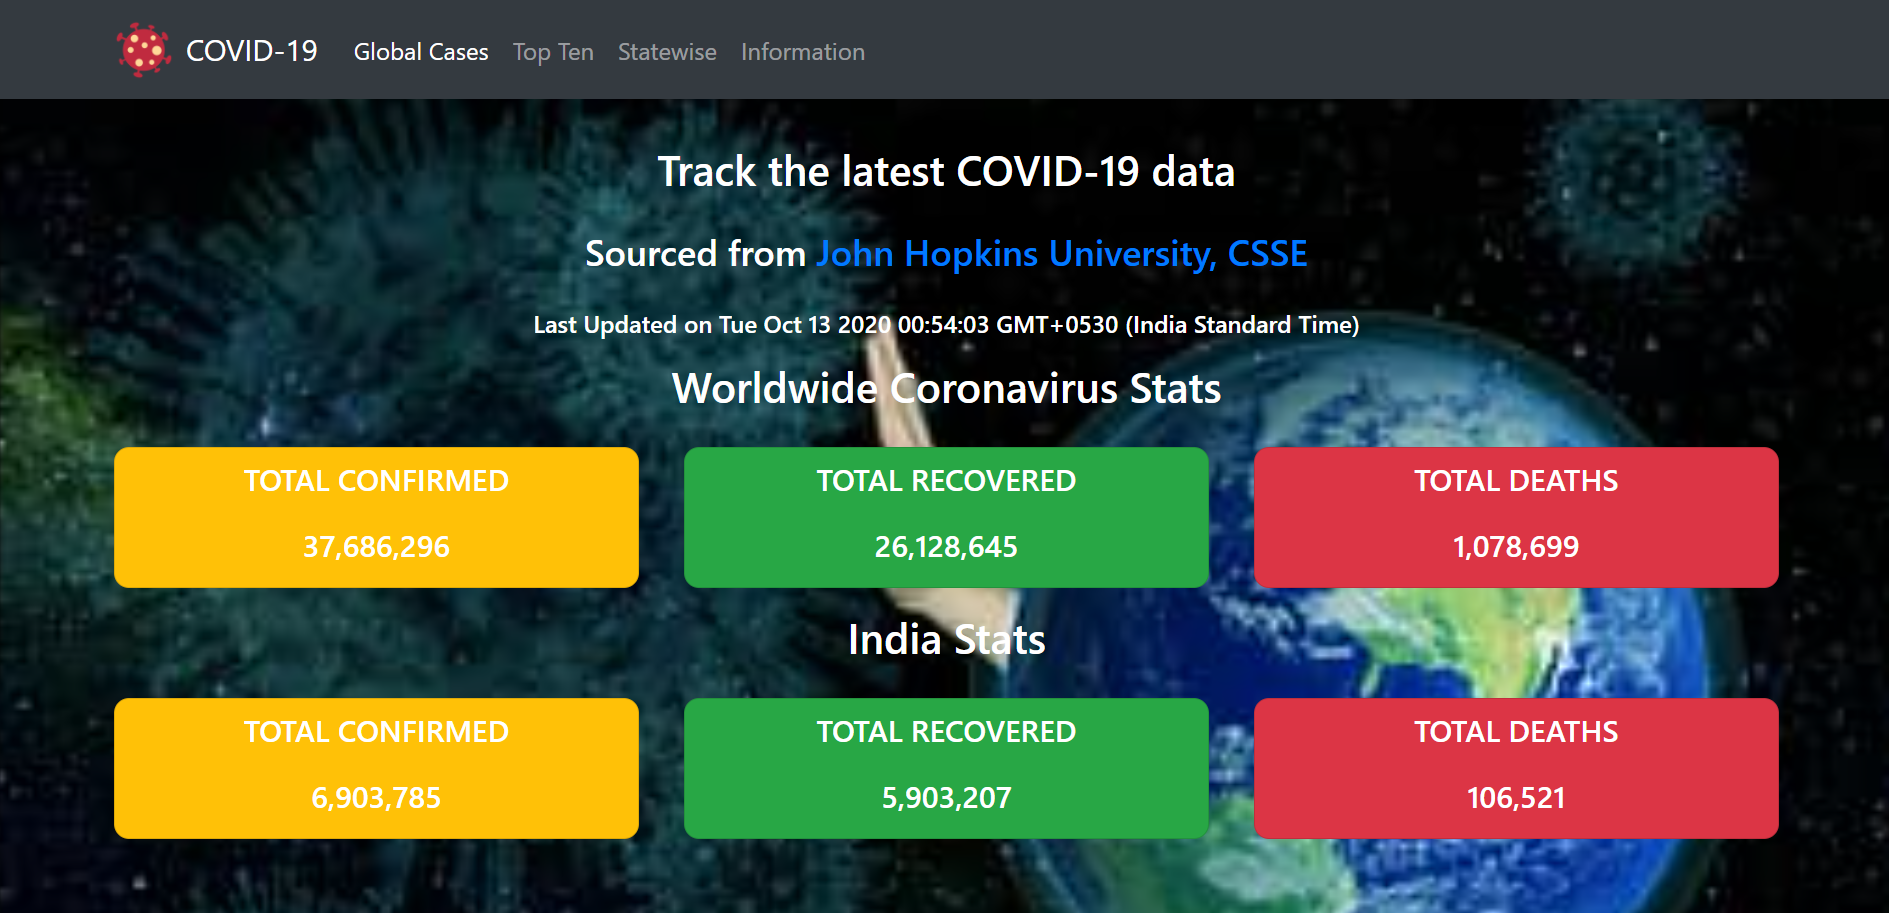 COVID-19 Global Cases Top Ten Statewise Information
Track the latest COVID-19 data
Sourced from John Hopkins University, CSSE
Last Updated on Tue Oct 13 2020 00:54:03 GMT+0530 (India Standard Time)
Worldwide Coronavirus Stats
TOTAL CONFIRMED
37,686,296
TOTAL RECOVERED
26,128,645
TOTAL DEATHS
1,078,699
India Stats
TOTAL CONFIRMED
6,903,785
TOTAL RECOVERED
5,903,207
TOTAL DEATHS
106,521